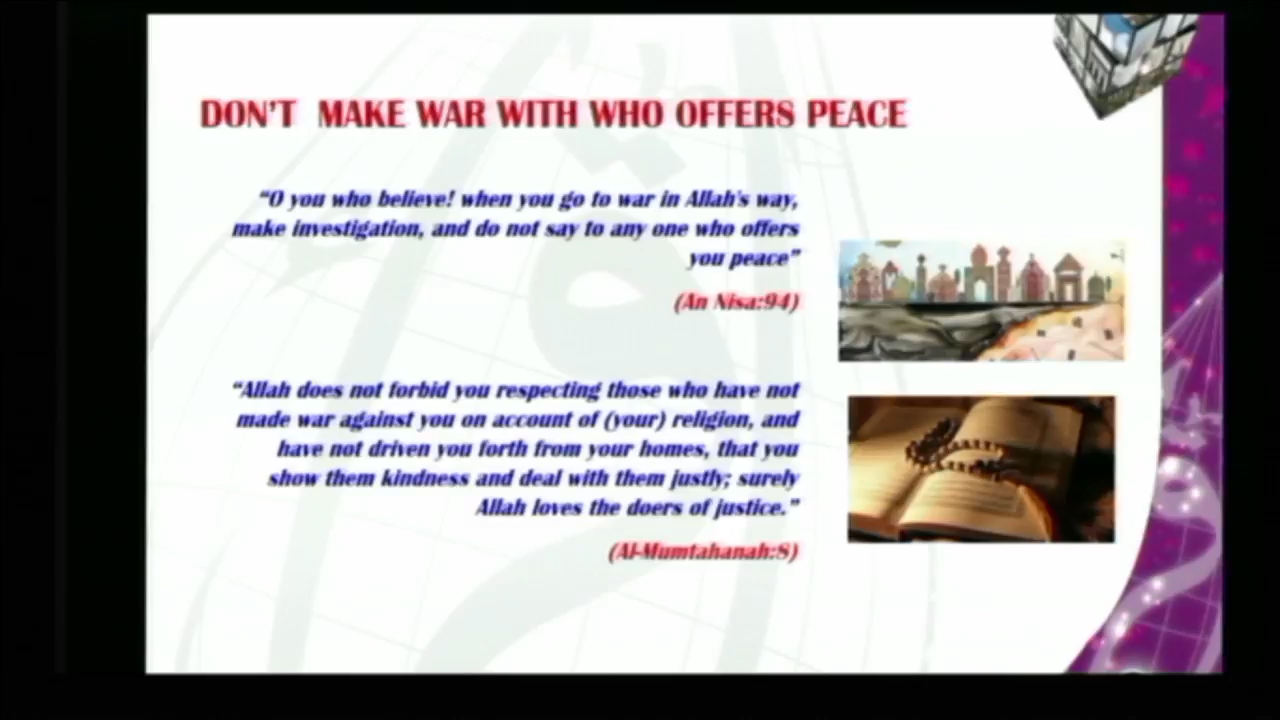 DON'T MAKE WAR WITH WHO OFFERS PEACE
"O you who believe! when you go to war in Allah's way,
make investigation, and do not say to any one who offers
you peace"
(An Nisa:94)
"Allah does not forbid you respecting those who have not
made war against you on account of (your) religion, and
have not driven you forth from your homes, that you
show them kindness and deal with them justly; surely
Allah loves the doers of justice."
(Al-Mumtahanah:8)